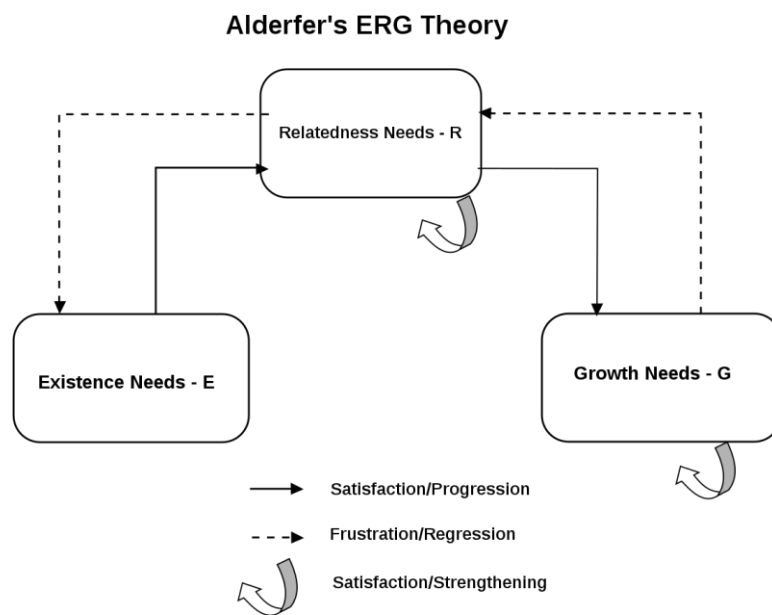 Alderfer's ERG Theory
Relatedness Needs - R
Existence Needs - E
Growth Needs - G
Satisfaction/Progression
Frustration/Regression
Satisfaction/Strengthening